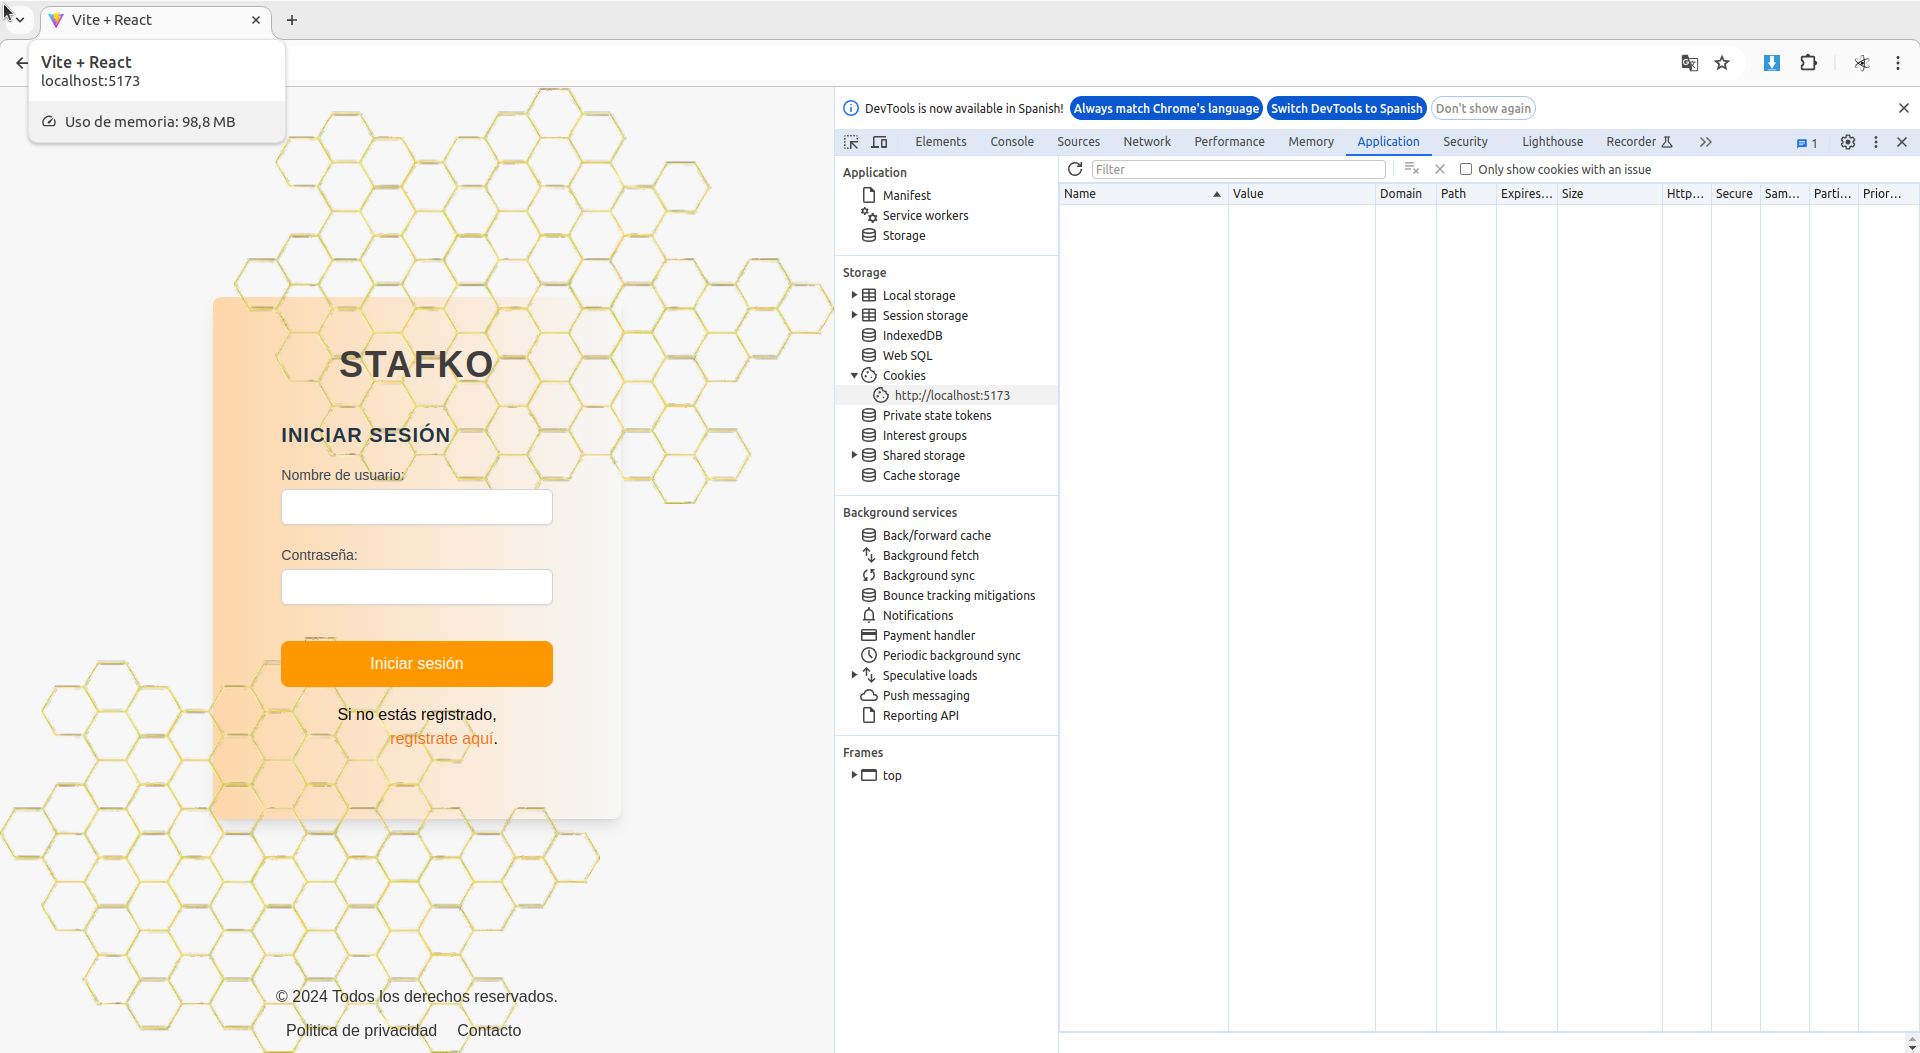 Vite + React
Vite + React
localhost:5173
Uso de memoria: 98,8 MB
STAFKO
INICIAR SESIÓN
Nombre de usuario:
Contraseña:
Iniciar sesión
Si no estás registrado,
regístrate aquí.
© 2024 Todos los derechos reservados.
Politica de privacidad Contacto
DevTools is now available in Spanish! Always match Chrome's language Switch DevTools to Spanish Don't show again
Elements Console Sources Network Performance Memory Application Security Lighthouse Recorder 1
Application
Manifest
Service workers
Storage
Storage
Local storage
Session storage
IndexedDB
Web SQL
Cookies
http://localhost:5173
Private state tokens
Interest groups
Shared storage
Cache storage
Background services
Back/forward cache
Background fetch
Background sync
Bounce tracking mitigations
Notifications
Payment handler
Periodic background sync
Speculative loads
Push messaging
Reporting API
Frames
top
Filter Only show cookies with an issue
Name Value Domain Path Expires... Size Http... Secure Sam... Parti... Prior...